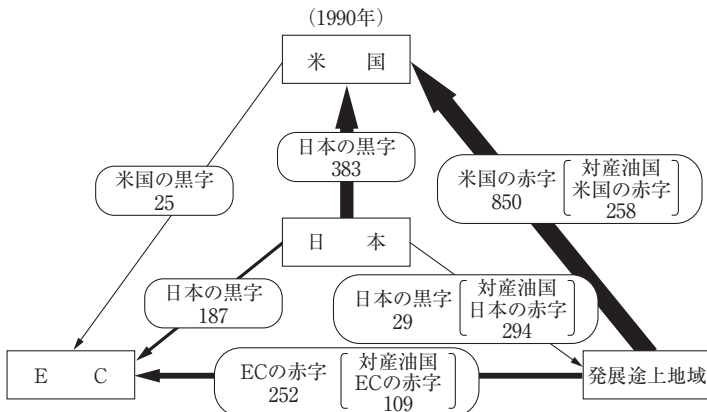 (1990年)
米 国
日本の黒字
383
米国の黒字
25
米国の赤字
850
対産油国
米国の赤字
258
日 本
日本の黒字
187
日本の黒字
29
対産油国
日本の赤字
294
E C
ECの赤字
252
対産油国
ECの赤字
109
発展途上地域